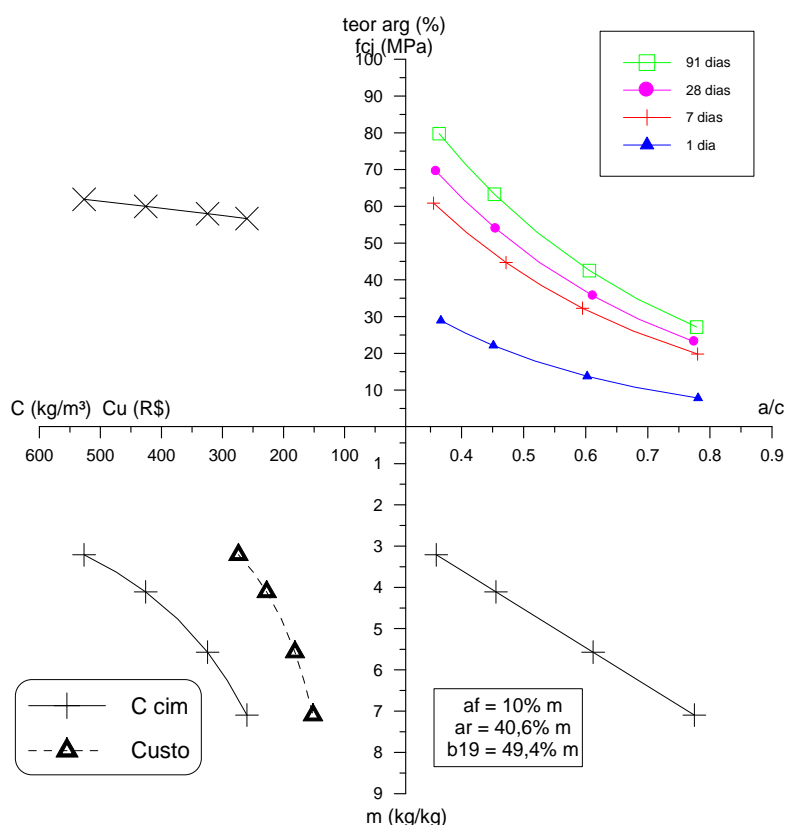 teor arg (%)
fcj (MPa)
100
90
80
70
60
50
40
30
20
10
91 dias
28 dias
7 dias
1 dia
C (kg/m³) Cu (R$)
a/c
600 500 400 300 200 100
0.4 0.5 0.6 0.7 0.8 0.9
1
2
3
4
5
6
7
8
9
C cim
Custo
af = 10% m
ar = 40,6% m
b19 = 49,4% m
m (kg/kg)